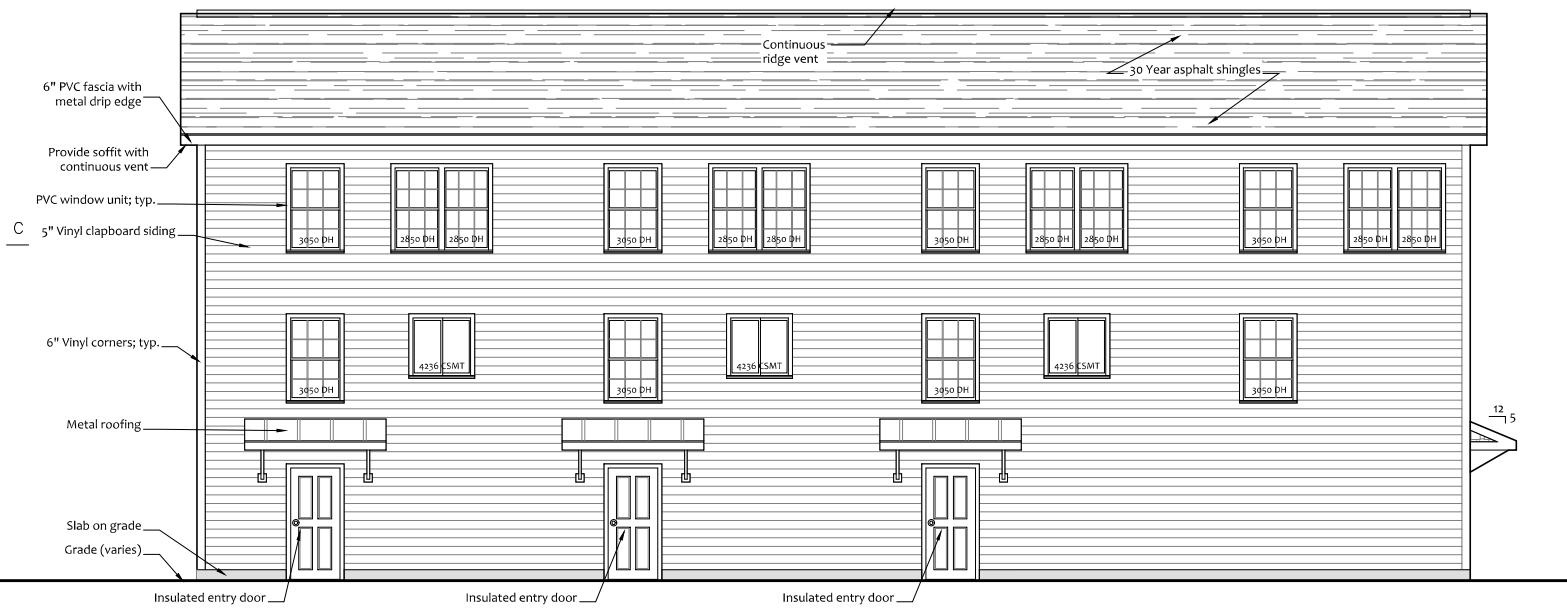 Continuous
ridge vent
30 Year asphalt shingles
6" PVC fascia with
metal drip edge
Provide soffit with
continuous vent
PVC window unit; typ.
C
5" Vinyl clapboard siding
3050 DH
2850 DH
2850 DH
3050 DH
2850 DH
2850 DH
3050 DH
2850 DH
2850 DH
3050 DH
2850 DH
2850 DH
6" Vinyl corners; typ.
4236 CSMT
4236 CSMT
4236 CSMT
3050 DH
3050 DH
3050 DH
3050 DH
Metal roofing
12
5
Slab on grade
Grade (varies)
Insulated entry door
Insulated entry door
Insulated entry door